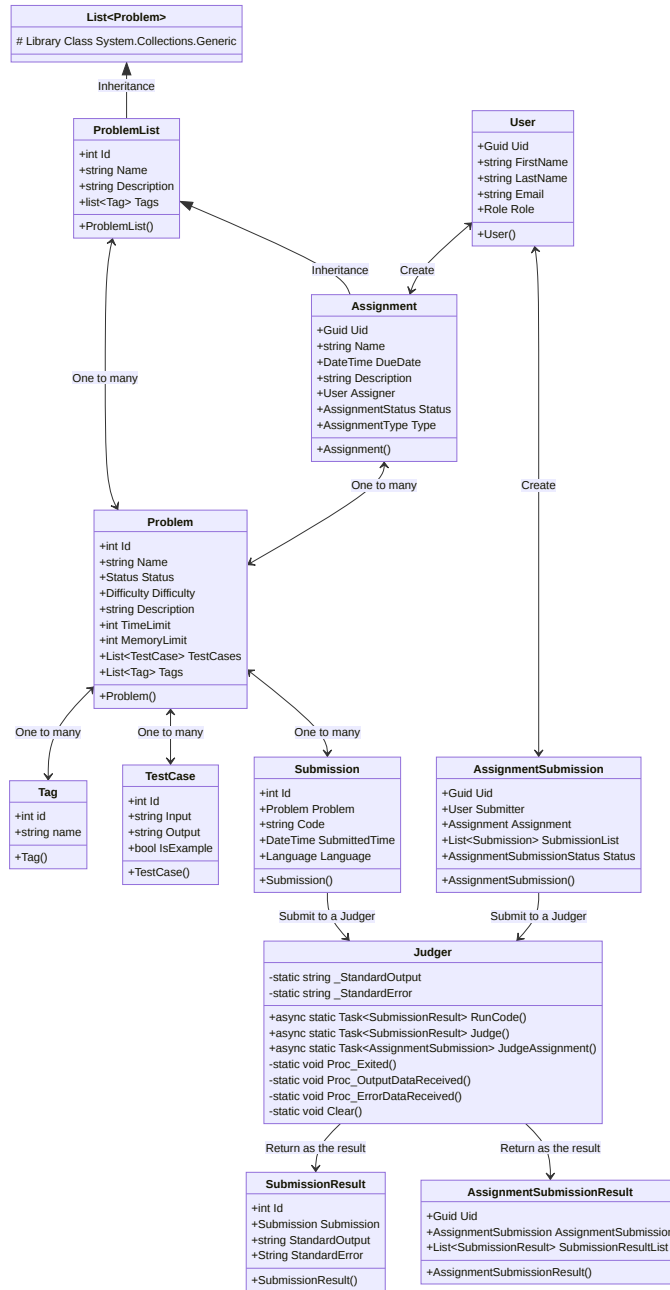 List<Problem>
# Library Class System.Collections.Generic
Inheritance
ProblemList
+int Id
+string Name
+string Description
+list<Tag> Tags
+ProblemList()
User
+Guid Uid
+string FirstName
+string LastName
+string Email
+Role Role
+User()
Inheritance
Create
Assignment
+Guid Uid
+string Name
+DateTime DueDate
+string Description
+User Assigner
+AssignmentStatus Status
+AssignmentType Type
+Assignment()
One to many
One to many
Create
Problem
+int Id
+string Name
+Status Status
+Difficulty Difficulty
+string Description
+int TimeLimit
+int MemoryLimit
+List<TestCase> TestCases
+List<Tag> Tags
+Problem()
One to many
One to many
One to many
Tag
+int id
+string name
+Tag()
TestCase
+int Id
+string Input
+string Output
+bool IsExample
+TestCase()
Submission
+int Id
+Problem Problem
+string Code
+DateTime SubmittedTime
+Language Language
+Submission()
AssignmentSubmission
+Guid Uid
+User Submitter
+Assignment Assignment
+List<Submission> SubmissionList
+AssignmentSubmissionStatus Status
+AssignmentSubmission()
Submit to a Judger
Submit to a Judger
Judger
-static string _StandardOutput
-static string _StandardError
+async static Task<SubmissionResult> RunCode()
+async static Task<SubmissionResult> Judge()
+async static Task<AssignmentSubmission> JudgeAssignment()
-static void Proc_Exited()
-static void Proc_OutputDataReceived()
-static void Proc_ErrorDataReceived()
-static void Clear()
Return as the result
Return as the result
SubmissionResult
+int Id
+Submission Submission
+string StandardOutput
+String StandardError
+SubmissionResult()
AssignmentSubmissionResult
+Guid Uid
+AssignmentSubmission AssignmentSubmission
+List<SubmissionResult> SubmissionResultList
+AssignmentSubmissionResult()